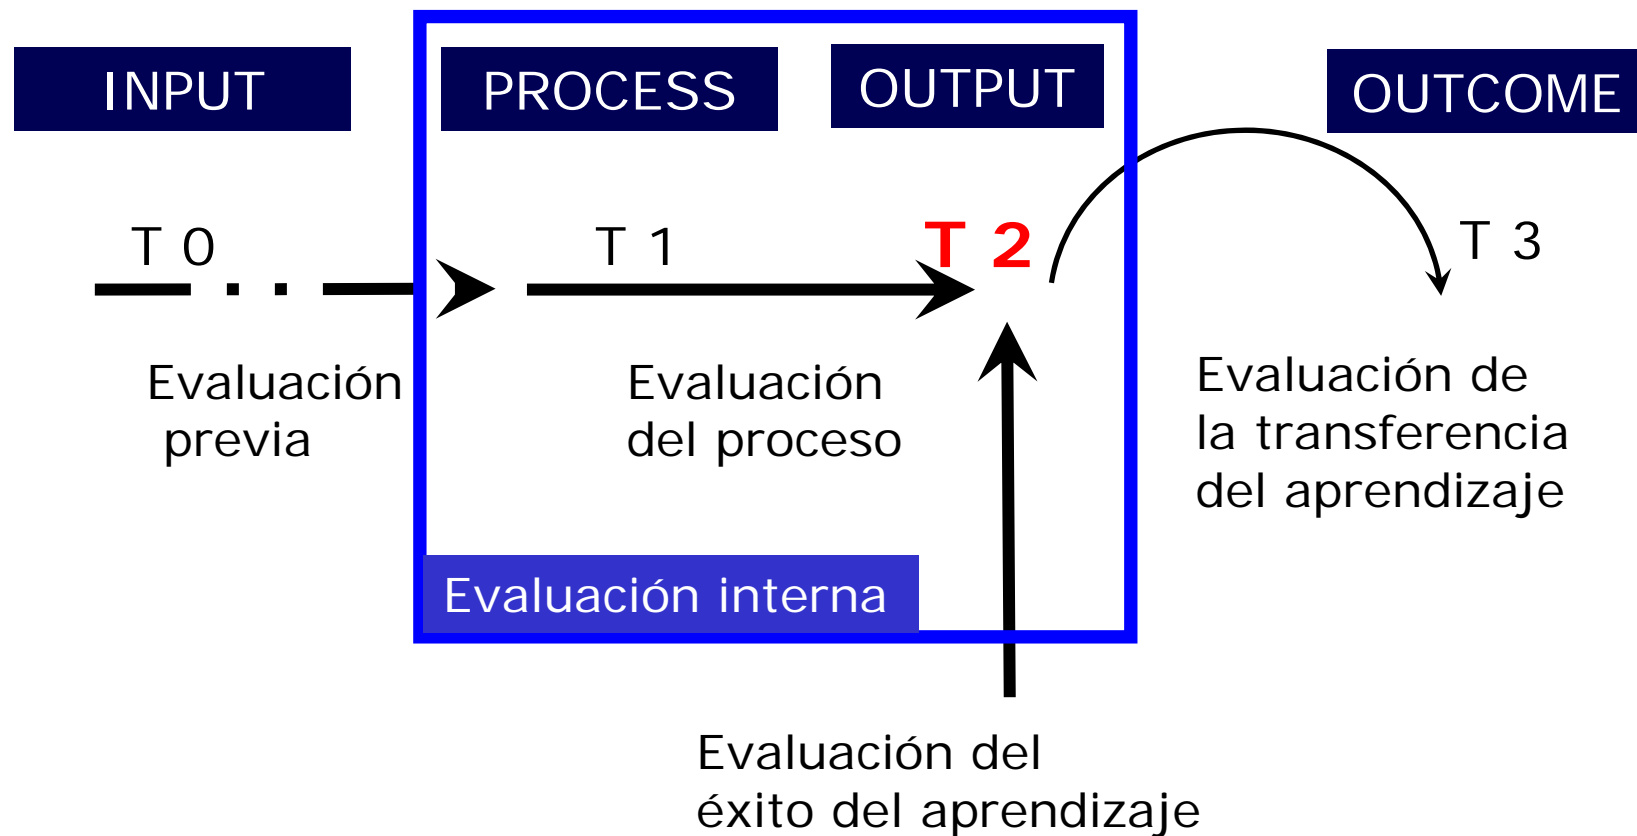 INPUT
PROCESS
OUTPUT
OUTCOME
T 0
T 1
T 2
T 3
Evaluación
previa
Evaluación
del proceso
Evaluación de
la transferencia
del aprendizaje
Evaluación interna
Evaluación del
éxito del aprendizaje